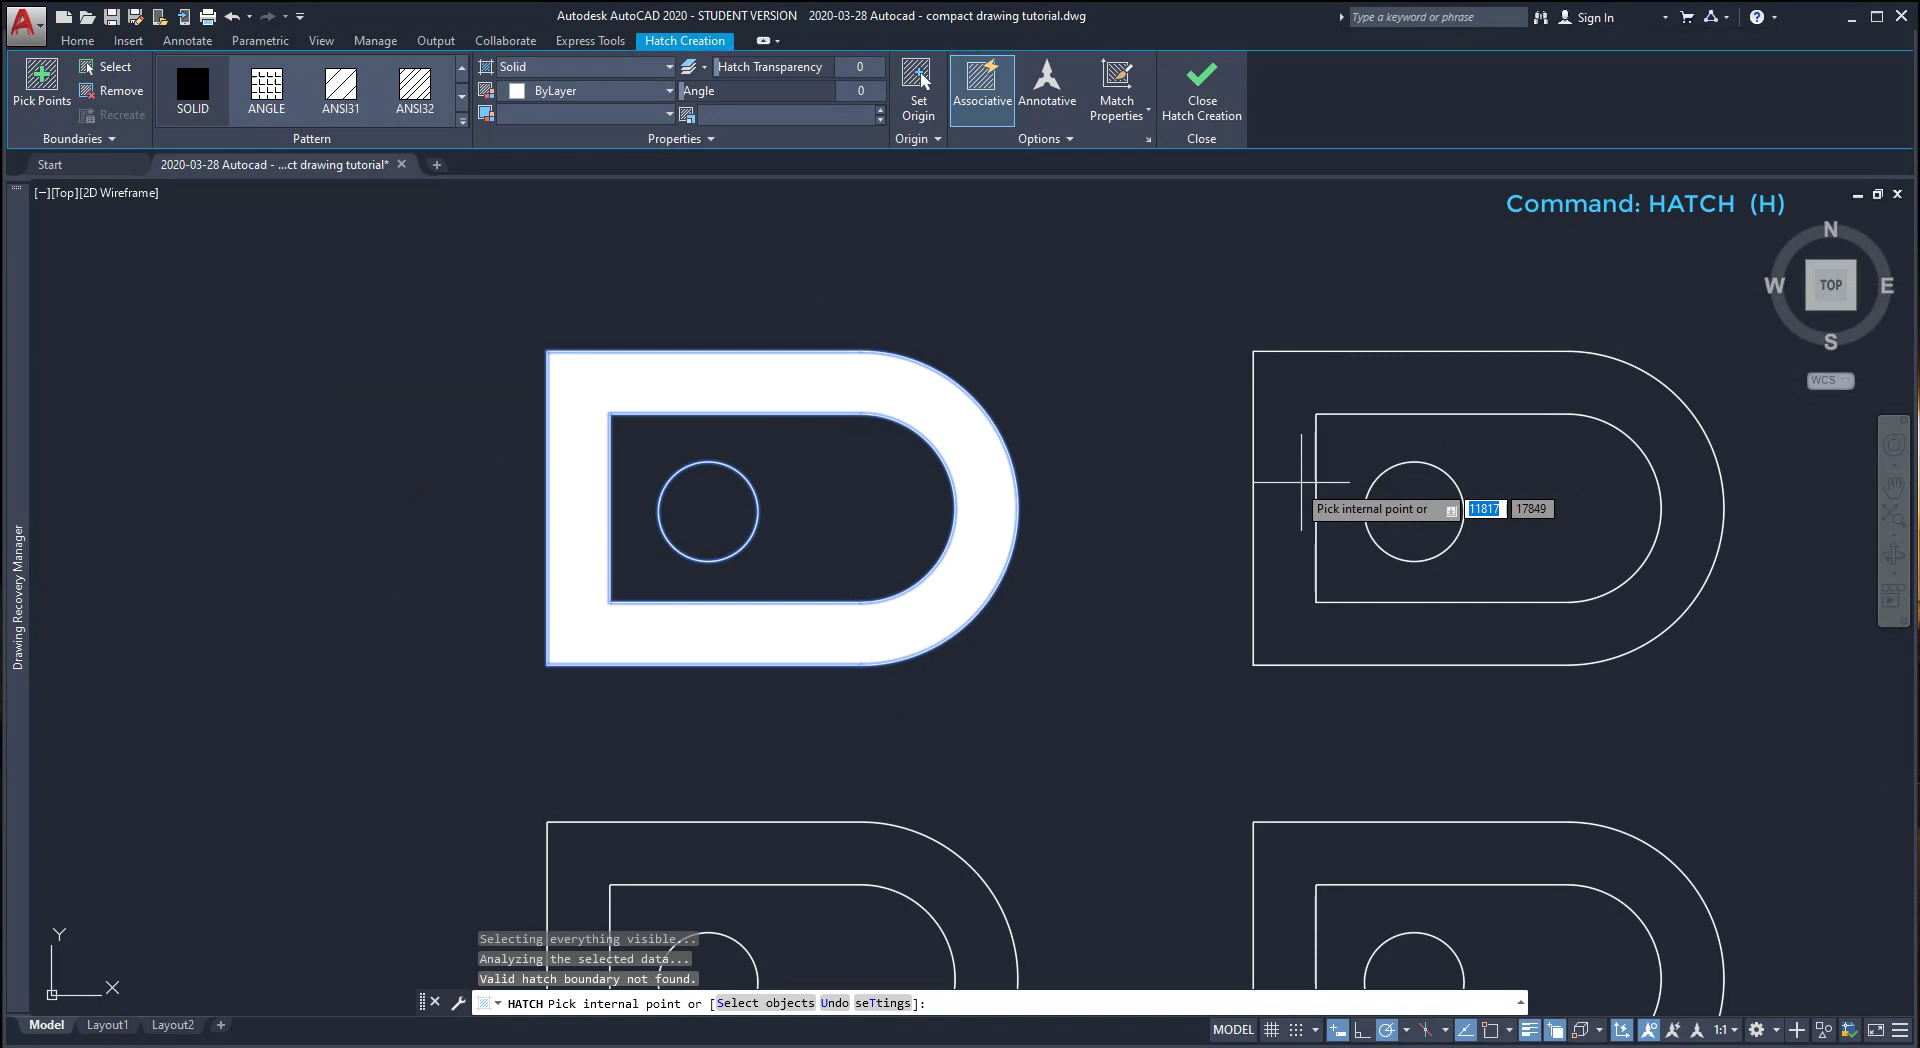 Autodesk AutoCAD 2020 - STUDENT VERSION 2020-03-28 Autocad - compact drawing tutorial.dwg
Type a keyword or phrase
Sign In
Home Insert Annotate Parametric View Manage Output Collaborate Express Tools Hatch Creation
Pick Points
Select
Remove
Recreate
Boundaries
SOLID
ANGLE
ANSI31
ANSI32
Pattern
Solid
ByLayer
Hatch Transparency 0
Angle 0
Properties
Set
Origin
Origin
Associative
Annotative
Match
Properties
Options
Close
Hatch Creation
Close
Start
2020-03-28 Autocad - ...ct drawing tutorial*
[−][Top][2D Wireframe]
Command: HATCH (H)
N
W
TOP
E
S
WCS
Drawing Recovery Manager
Pick internal point or 11817 17849
Y
X
Selecting everything visible...
Analyzing the selected data...
Valid hatch boundary not found.
HATCH Pick internal point or [Select objects Undo seTtings]:
Model Layout1 Layout2
MODEL
1:1